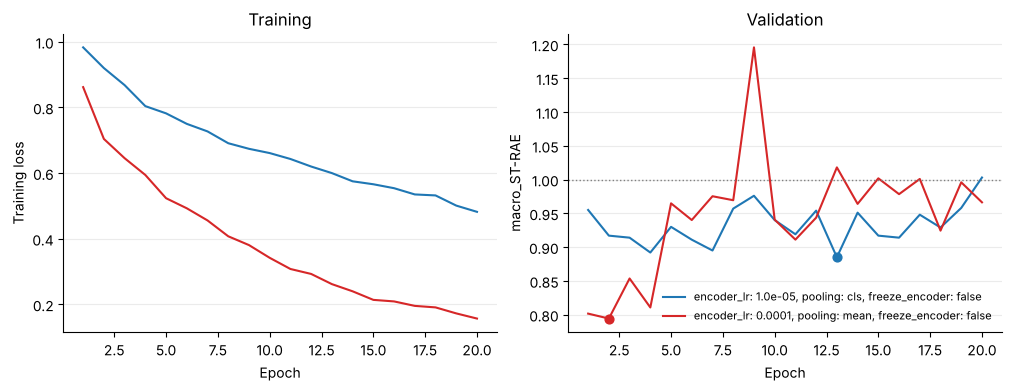 Training
1.0
0.8
0.6
0.4
0.2
Training loss
2.5 5.0 7.5 10.0 12.5 15.0 17.5 20.0
Epoch
Validation
1.20
1.15
1.10
1.05
1.00
0.95
0.90
0.85
0.80
macro_ST-RAE
encoder_lr: 1.0e-05, pooling: cls, freeze_encoder: false
encoder_lr: 0.0001, pooling: mean, freeze_encoder: false
2.5 5.0 7.5 10.0 12.5 15.0 17.5 20.0
Epoch